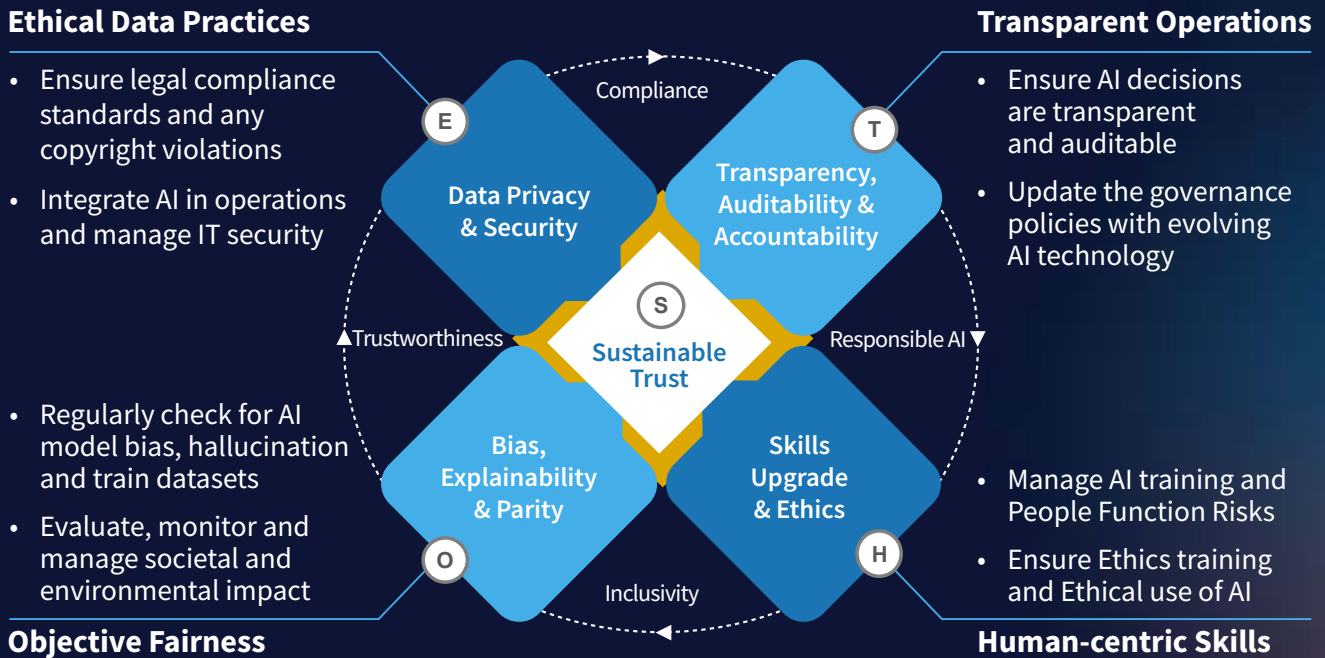 Ethical Data Practices
• Ensure legal compliance
standards and any
copyright violations
• Integrate AI in operations
and manage IT security
E
Data Privacy
& Security
Compliance
Transparent Operations
• Ensure AI decisions
are transparent
and auditable
• Update the governance
policies with evolving
AI technology
T
Transparency,
Auditability &
Accountability
Trustworthiness
S
Sustainable
Trust
Responsible AI
• Regularly check for AI
model bias, hallucination
and train datasets
• Evaluate, monitor and
manage societal and
environmental impact
Objective Fairness
O
Bias,
Explainability
& Parity
Inclusivity
Skills
Upgrade
& Ethics
H
• Manage AI training and
People Function Risks
• Ensure Ethics training
and Ethical use of AI
Human-centric Skills